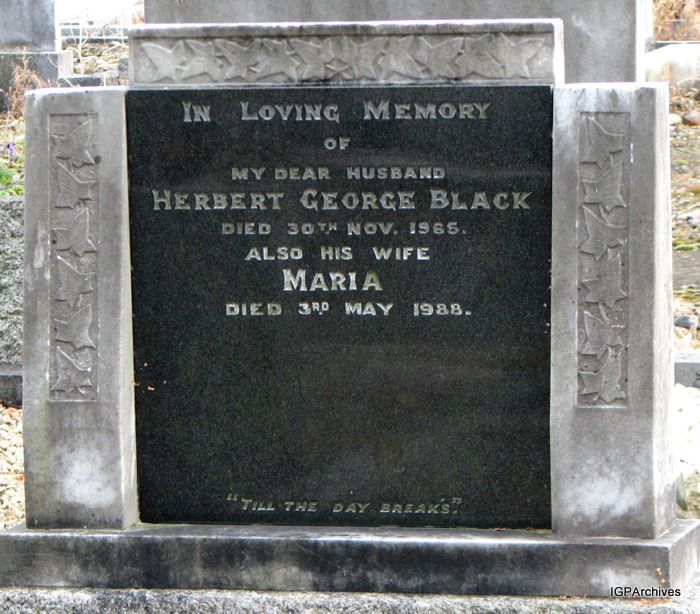 In Loving Memory
OF
MY DEAR HUSBAND
Herbert George Black
DIED 30TH NOV. 1965.
ALSO HIS WIFE
Maria
DIED 3RD MAY 1988.
"TILL THE DAY BREAKS."
IGPArchives